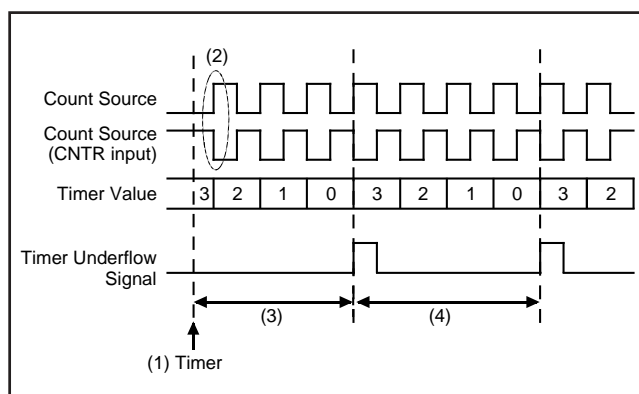 (2)
Count Source
Count Source
(CNTR input)
Timer Value 3 2 1 0 3 2 1 0 3 2
Timer Underflow
Signal
(3) (4)
(1) Timer